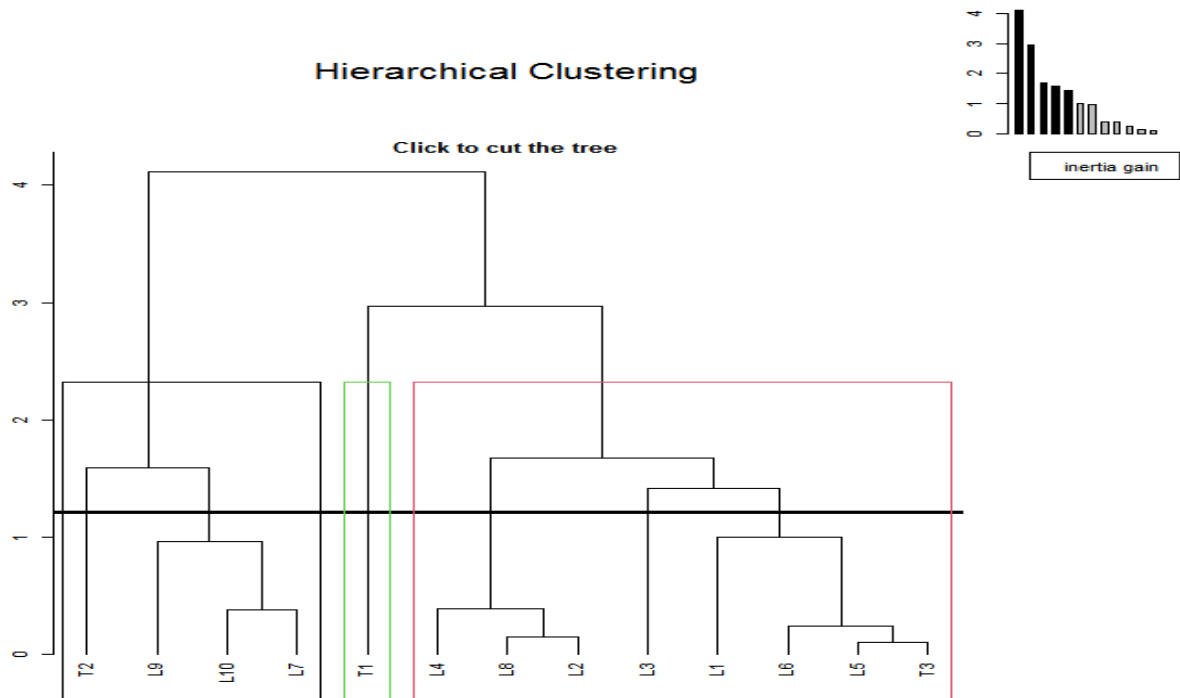 Hierarchical Clustering
Click to cut the tree
4
3
2
1
0
inertia gain
4
3
2
1
0
T2
L9
L10
L7
T1
L4
L8
L2
L3
L1
L6
L5
T3